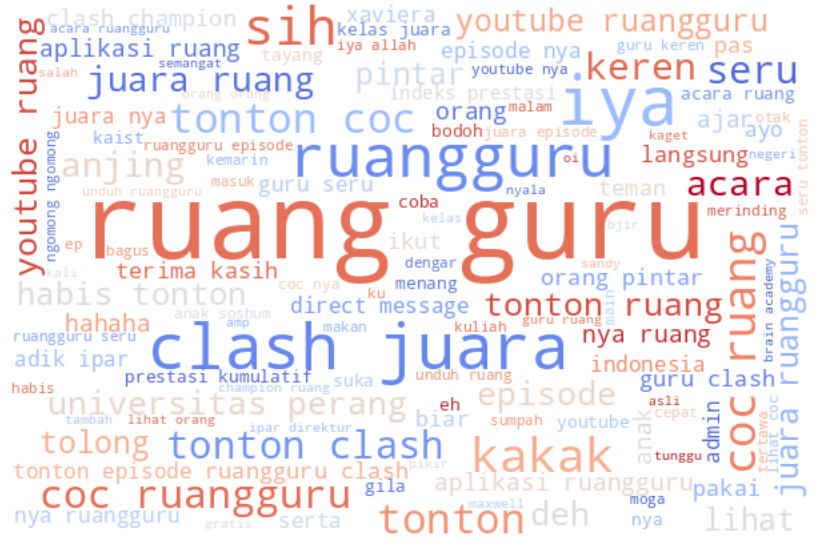 clash champion
acara ruangguru
sih
xaviera
kelas juara
iya allah
youtube ruangguru
aplikasi ruang
tayang
episode nya
guru keren
pas
salah
semangat
juara ruang
orang orang
pintar
youtube nya
indeks prestasi
keren
seru
acara ruang
youtube ruang
juara nya
tonton coc
orang
malam
iya
ajar
otak
ayo
kaist
ruangguru episode
bodoh
juara episode
kaget
langsung
negeri
anjing
kemarin
ruangguru
oi
seru tonton
ngomong ngomong
masuk
guru seru
unduh ruangguru
nyala
teman
acara
ruang guru
coba
kelas
merinding
bjir
ep
bagus
ikut
dengar
sandy
kali
terima kasih
coc nya
menang
orang pintar
habis tonton
ku
direct message
tonton ruang
main
coc ruang
brain academy
juara ruangguru
anak soshum
hahaha
amp
makan
kuliah
guru ruang
nya ruang
ruangguru seru
clash juara
adik ipar
indonesia
prestasi kumulatif
suka
unduh ruang
guru clash
habis
champion ruang
universitas perang
eh
episode
asli
cepat
tambah
lihat orang
ipar direktur
biar
sumpah
youtube
anak
admin
tertawa
lihat coc
tolong
tonton clash
kakak
tunggu
tonton episode ruangguru clash
pikir
coc ruangguru
gila
aplikasi ruangguru
pakai
moga
nya ruangguru
gratis
serta
maxwell
tonton
deh
nya
lihat